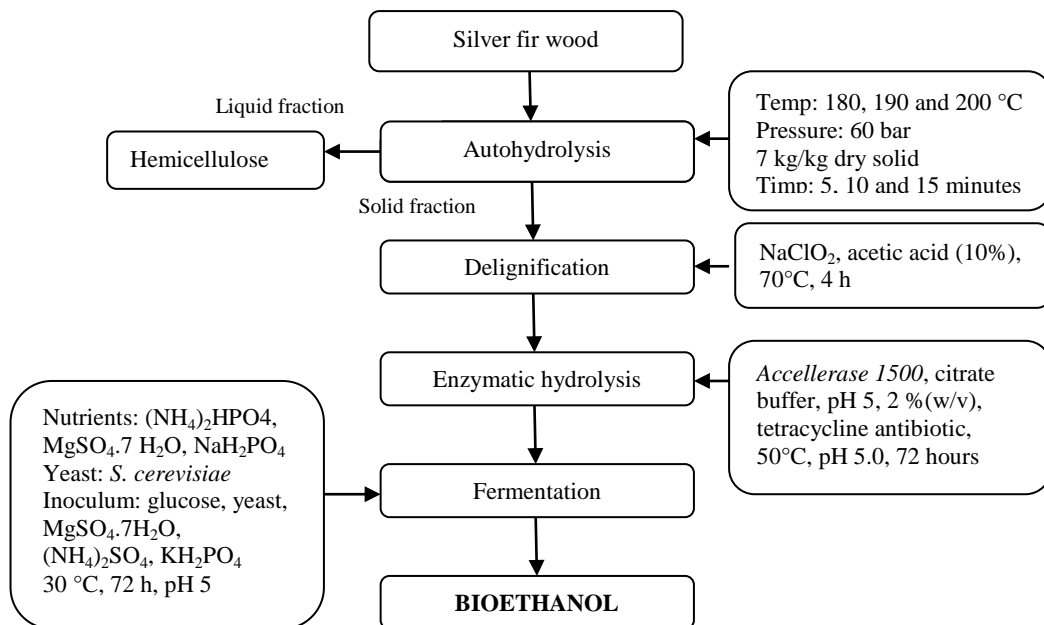 Silver fir wood
Liquid fraction
Hemicellulose
Autohydrolysis
Temp: 180, 190 and 200 °C
Pressure: 60 bar
7 kg/kg dry solid
Timp: 5, 10 and 15 minutes
Solid fraction
Delignification
NaClO₂, acetic acid (10%),
70°C, 4 h
Enzymatic hydrolysis
Accellerase 1500, citrate
buffer, pH 5, 2 %(w/v),
tetracycline antibiotic,
50°C, pH 5.0, 72 hours
Nutrients: (NH₄)₂HPO4,
MgSO₄.7 H₂O, NaH₂PO₄
Yeast: S. cerevisiae
Inoculum: glucose, yeast,
MgSO₄.7H₂O,
(NH₄)₂SO₄, KH₂PO₄
30 °C, 72 h, pH 5
Fermentation
BIOETHANOL